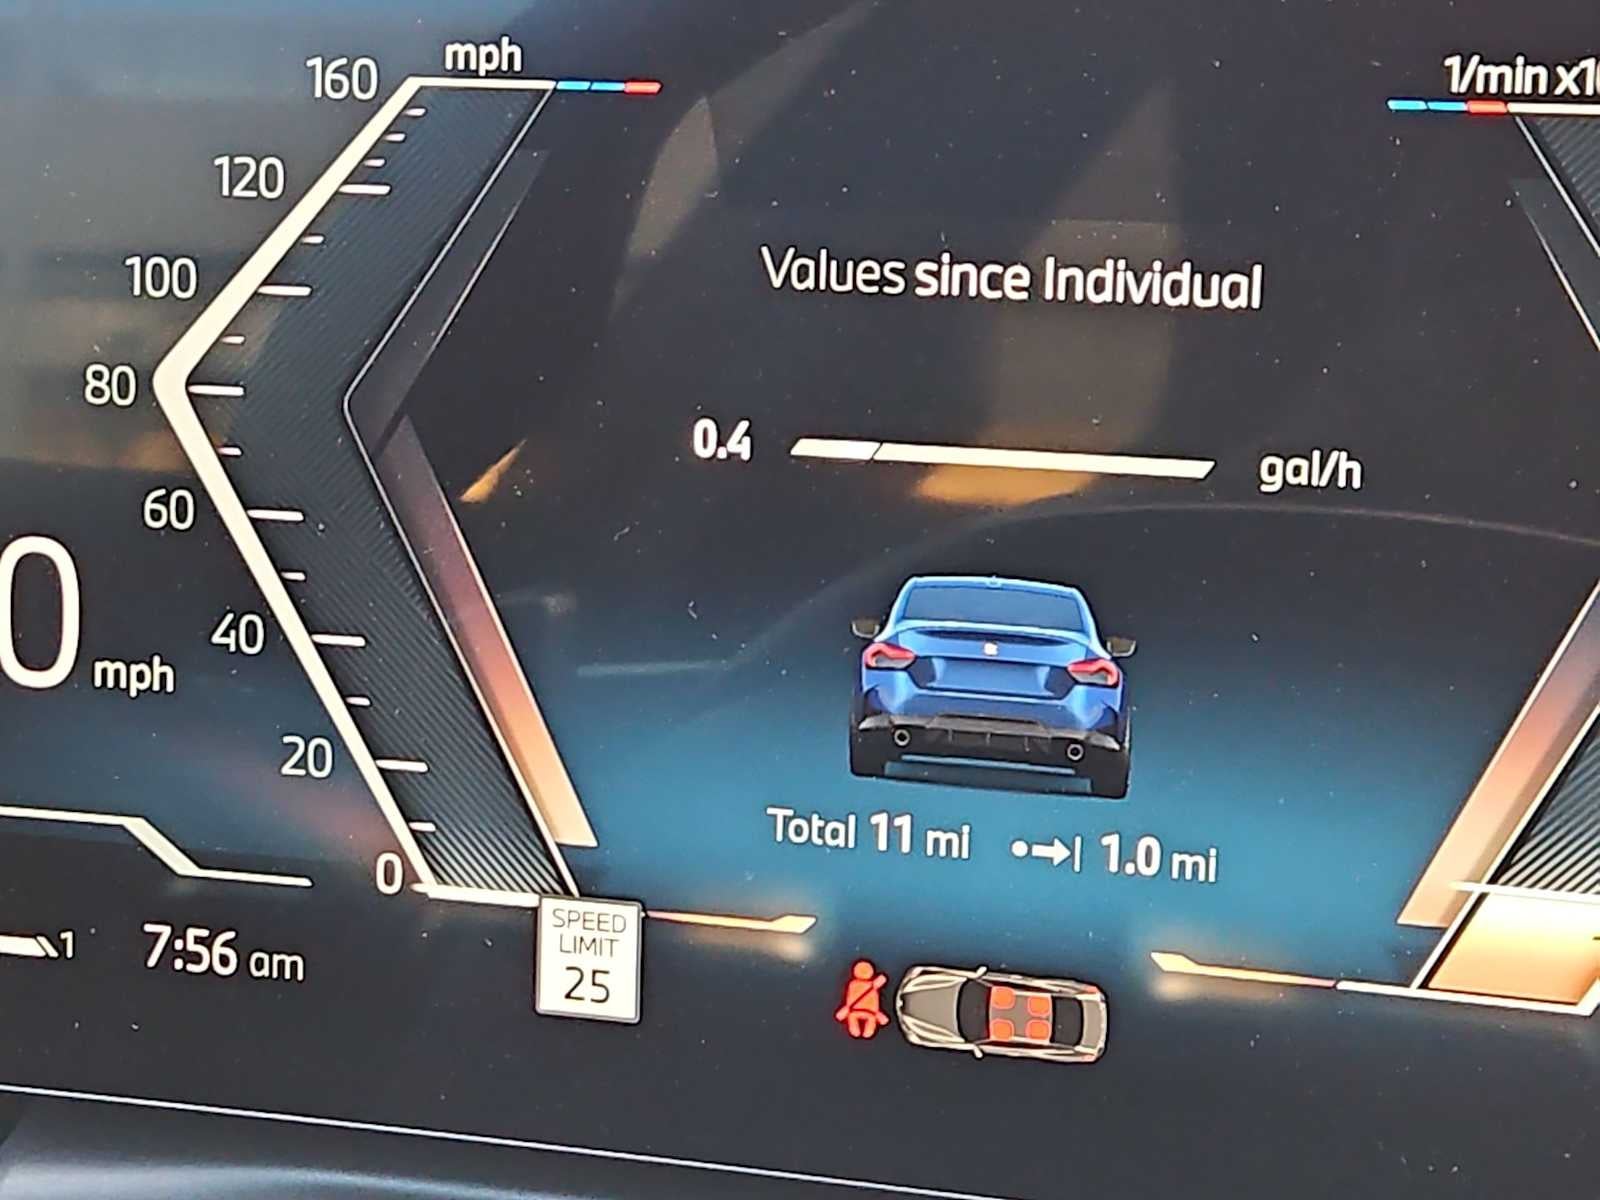 mph
160
120
100
80
60
40
20
0
0 mph
1/min x10
Values since Individual
0.4 gal/h
Total 11 mi 1.0 mi
1
7:56 am
SPEED
LIMIT
25